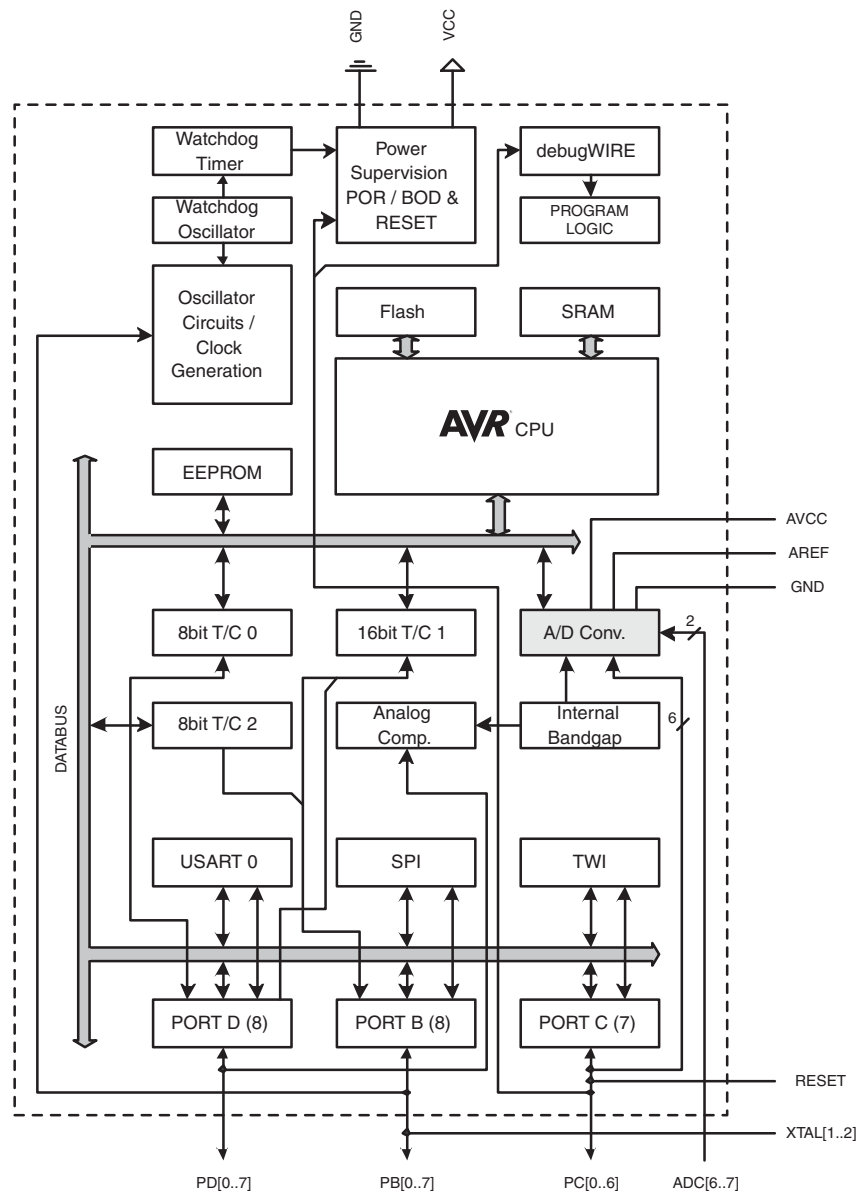 GND
VCC
Watchdog
Timer
Power
Supervision
POR / BOD &
RESET
debugWIRE
Watchdog
Oscillator
PROGRAM
LOGIC
Oscillator
Circuits /
Clock
Generation
Flash
SRAM
AVR CPU
EEPROM
AVCC
AREF
GND
8bit T/C 0
16bit T/C 1
A/D Conv.
2
DATABUS
8bit T/C 2
Analog
Comp.
Internal
Bandgap
6
USART 0
SPI
TWI
PORT D (8)
PORT B (8)
PORT C (7)
RESET
XTAL[1..2]
PD[0..7]
PB[0..7]
PC[0..6]
ADC[6..7]